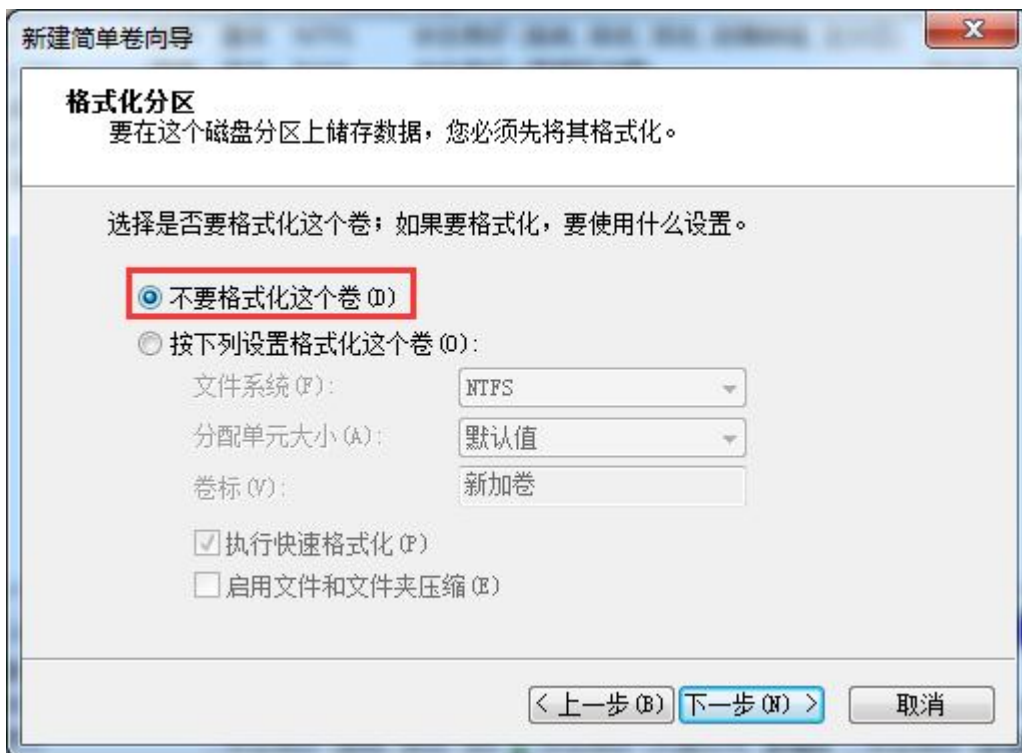 新建简单卷向导
格式化分区
要在这个磁盘分区上储存数据，您必须先将其格式化。
选择是否要格式化这个卷；如果要格式化，要使用什么设置。
不要格式化这个卷(D)
按下列设置格式化这个卷(O):
文件系统(F): NTFS
分配单元大小(A): 默认值
卷标(V): 新加卷
执行快速格式化(P)
启用文件和文件夹压缩(E)
< 上一步(B) 下一步(N) > 取消